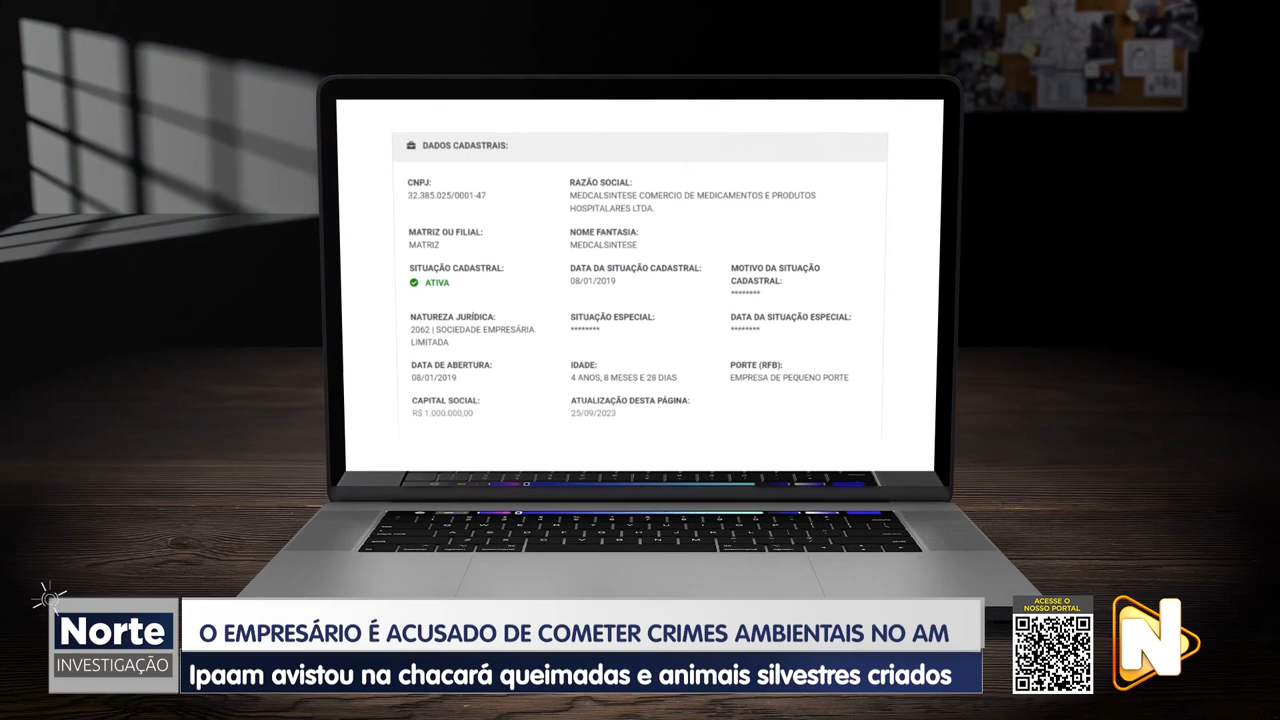 DADOS CADASTRAIS:
CNPJ:
32.385.025/0001-47
RAZÃO SOCIAL:
MEDCALSINTESE COMERCIO DE MEDICAMENTOS E PRODUTOS
HOSPITALARES LTDA.
MATRIZ OU FILIAL:
MATRIZ
NOME FANTASIA:
MEDCALSINTESE
SITUAÇÃO CADASTRAL:
ATIVA
DATA DA SITUAÇÃO CADASTRAL:
08/01/2019
MOTIVO DA SITUAÇÃO
CADASTRAL:
********
NATUREZA JURÍDICA:
2062 | SOCIEDADE EMPRESÁRIA
LIMITADA
SITUAÇÃO ESPECIAL:
********
DATA DA SITUAÇÃO ESPECIAL:
********
DATA DE ABERTURA:
08/01/2019
IDADE:
4 ANOS, 8 MESES E 28 DIAS
PORTE (RFB):
EMPRESA DE PEQUENO PORTE
CAPITAL SOCIAL:
R$ 1.000.000,00
ATUALIZAÇÃO DESTA PÁGINA:
25/09/2023
Norte
INVESTIGAÇÃO
O EMPRESÁRIO É ACUSADO DE COMETER CRIMES AMBIENTAIS NO AM
Ipaam avistou na chacará queimadas e animais silvestres criados
ACESSE O
NOSSO PORTAL
N